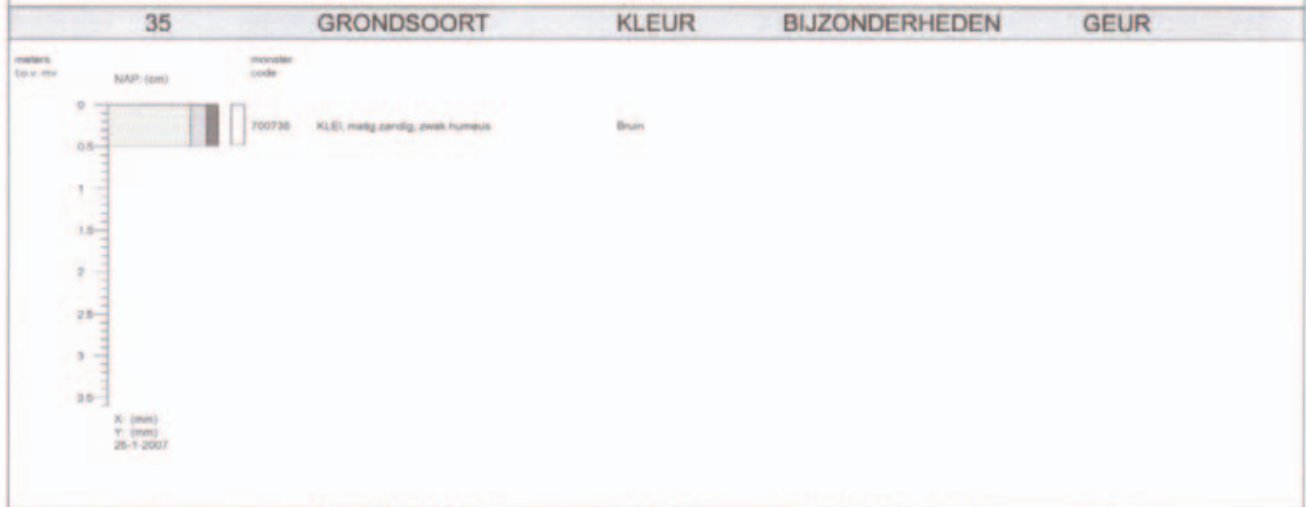 35 GRONDSOORT KLEUR BIJZONDERHEDEN GEUR
meters
t.o.v. mv
monster
code
NAP: (cm)
0
700736 KLEI, matig zandig, zwak humeus Bruin
0.5
1
1.5
2
2.5
3
3.5
X: (mm)
Y: (mm)
25-1-2007